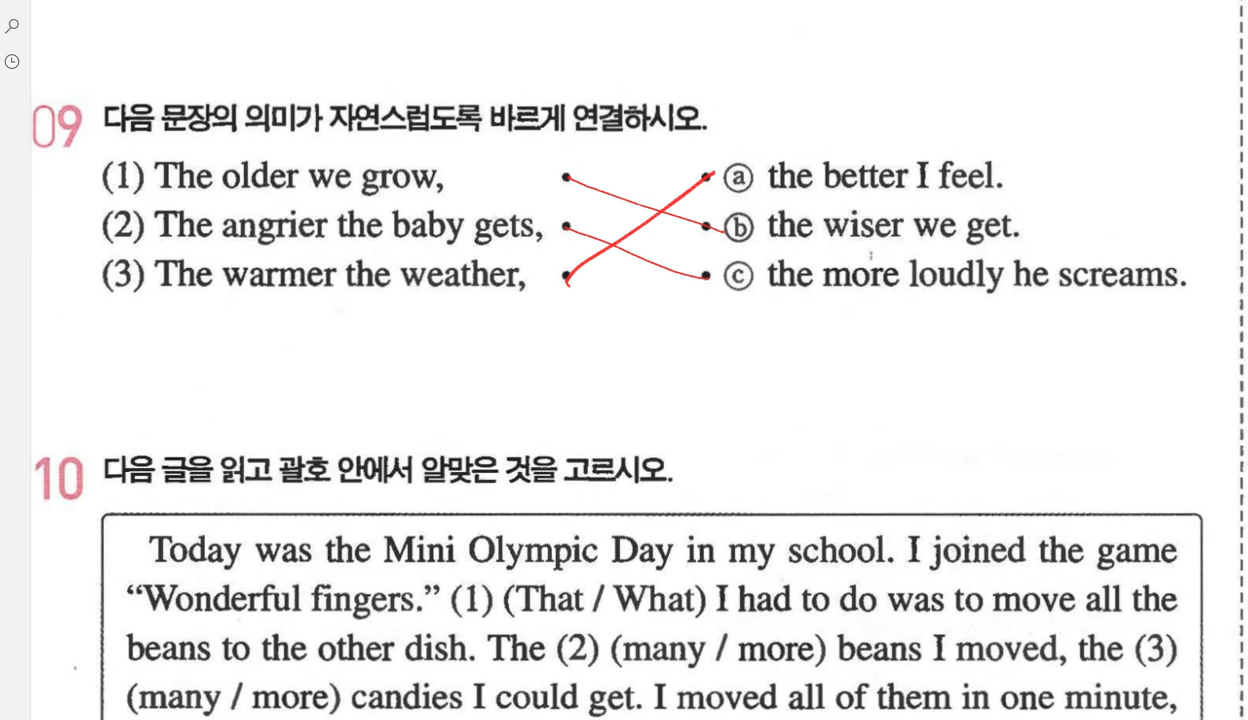 09 다음 문장의 의미가 자연스럽도록 바르게 연결하시오.
(1) The older we grow, ⓐ the better I feel.
(2) The angrier the baby gets, ⓑ the wiser we get.
(3) The warmer the weather, ⓒ the more loudly he screams.
10 다음 글을 읽고 괄호 안에서 알맞은 것을 고르시오.
Today was the Mini Olympic Day in my school. I joined the game
“Wonderful fingers.” (1) (That / What) I had to do was to move all the
beans to the other dish. The (2) (many / more) beans I moved, the (3)
(many / more) candies I could get. I moved all of them in one minute,